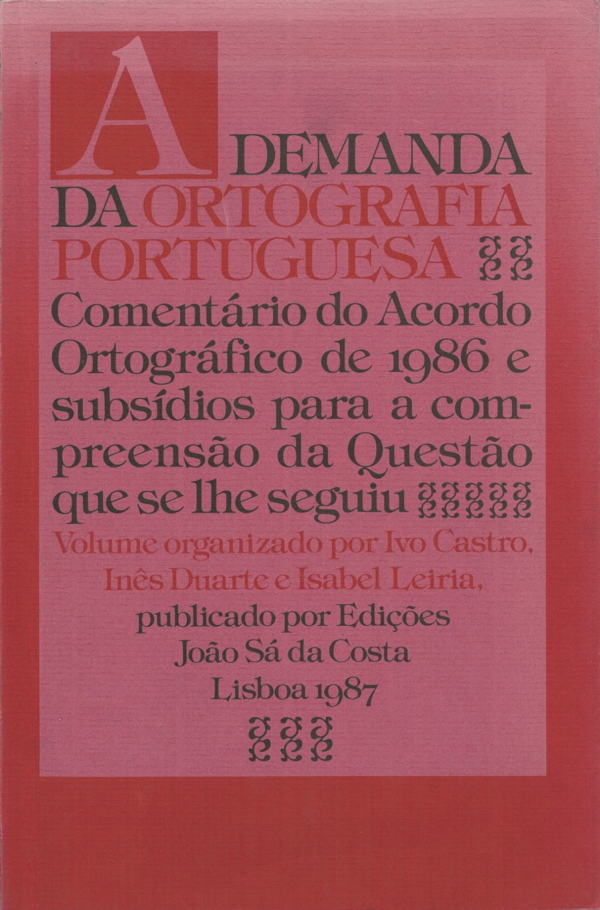 A DEMANDA
DA ORTOGRAFIA
PORTUGUESA
Comentário do Acordo
Ortográfico de 1986 e
subsídios para a com-
preensão da Questão
que se lhe seguiu
Volume organizado por Ivo Castro,
Inês Duarte e Isabel Leiria,
publicado por Edições
João Sá da Costa
Lisboa 1987